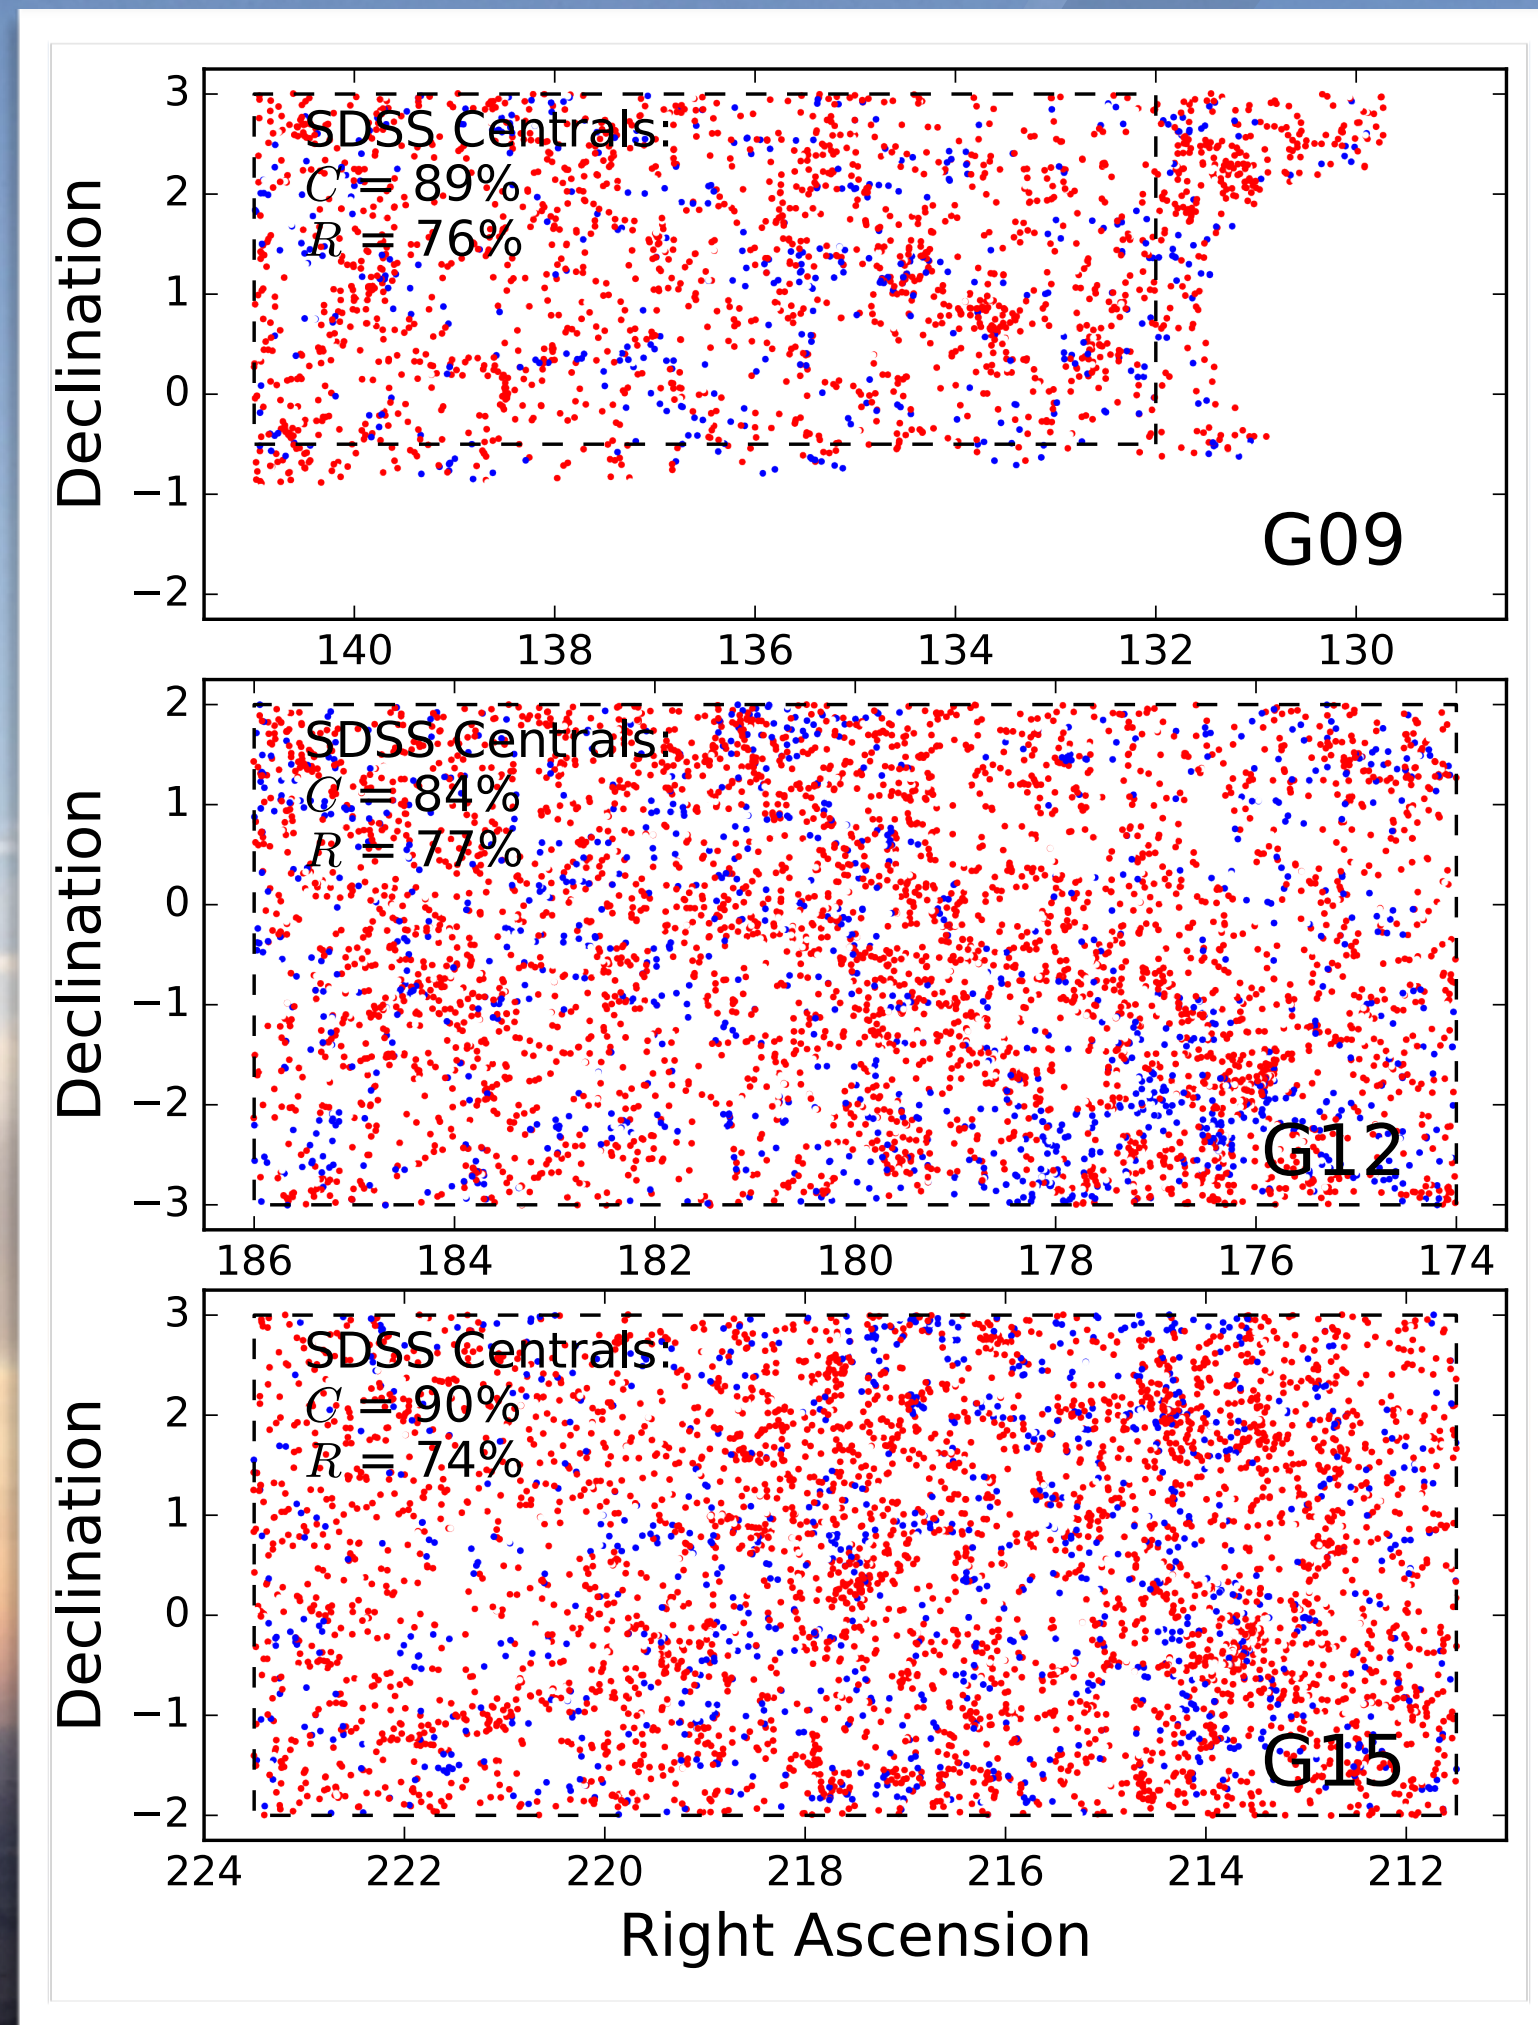 3
2
1
0
−1
−2
Declination
SDSS Centrals:
C = 89%
R = 76%
G09
140 138 136 134 132 130
2
1
0
−1
−2
−3
Declination
SDSS Centrals:
C = 84%
R = 77%
G12
186 184 182 180 178 176 174
3
2
1
0
−1
−2
Declination
SDSS Centrals:
C = 90%
R = 74%
G15
224 222 220 218 216 214 212
Right Ascension